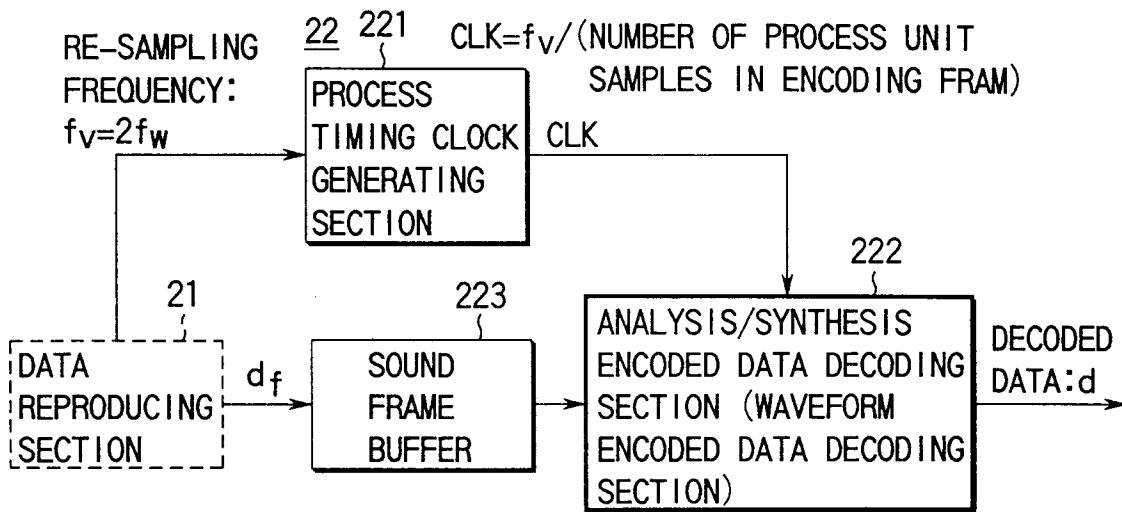 RE-SAMPLING
FREQUENCY:
fv=2fw
22
221
CLK=fv/(NUMBER OF PROCESS UNIT
SAMPLES IN ENCODING FRAM)
PROCESS
TIMING CLOCK
GENERATING
SECTION
CLK
21
DATA
REPRODUCING
SECTION
df
223
SOUND
FRAME
BUFFER
222
ANALYSIS/SYNTHESIS
ENCODED DATA DECODING
SECTION (WAVEFORM
ENCODED DATA DECODING
SECTION)
DECODED
DATA:d